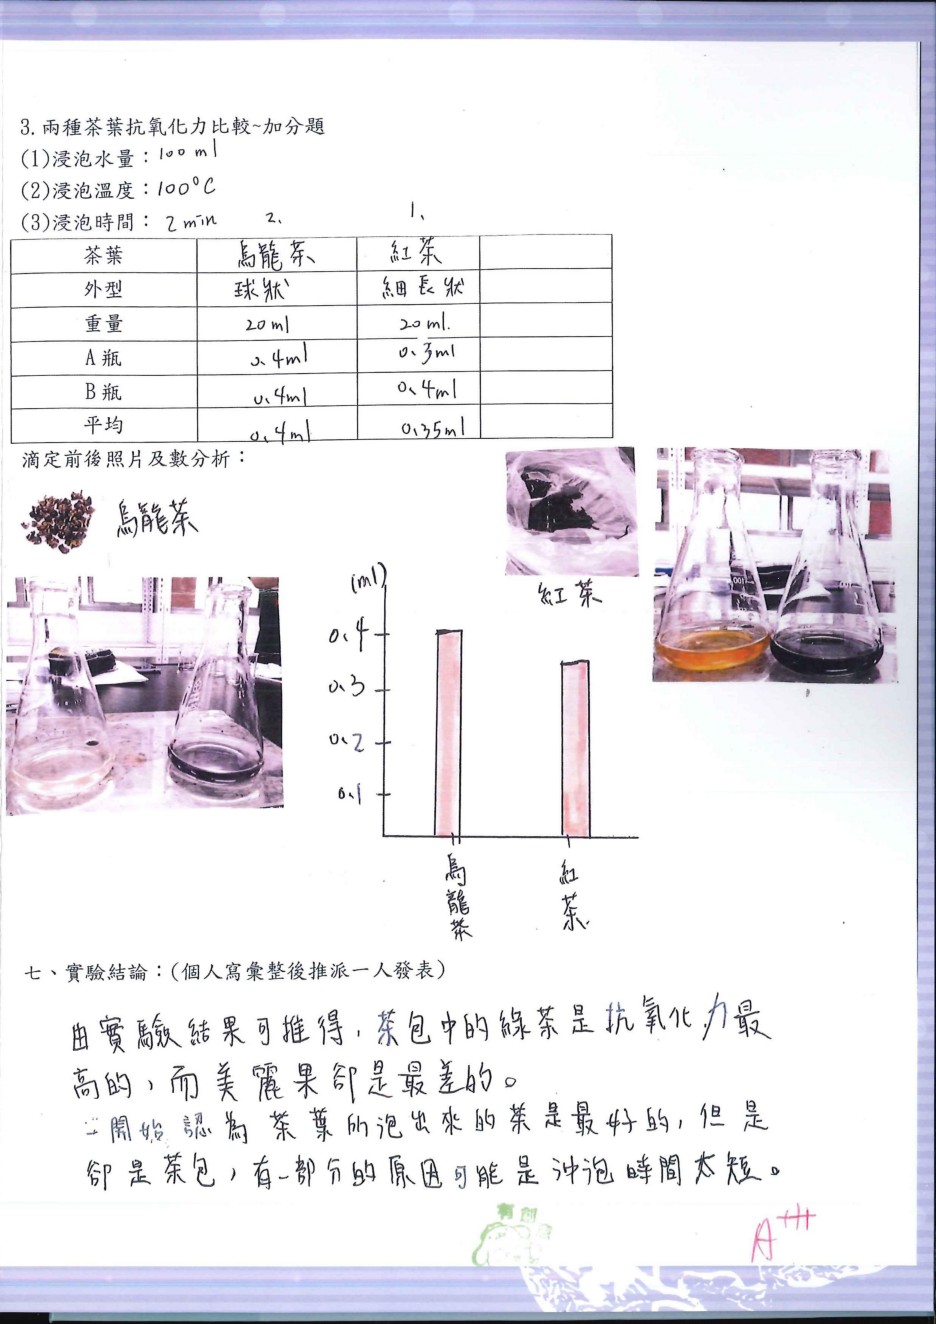 3.兩種茶葉抗氧化力比較~加分題
(1)浸泡水量：100 ml
(2)浸泡溫度：100°C
(3)浸泡時間：2 min
2. 1.
茶葉 烏龍茶 紅茶
外型 球狀 細長狀
重量 20ml 20ml.
A瓶 0.4ml 0.3ml
B瓶 0.4ml 0.4ml
平均 0.4ml 0.35ml
滴定前後照片及數分析：
烏龍茶
紅茶
(ml)
0.4
0.3
0.2
0.1
烏龍茶
紅茶
七、實驗結論：(個人寫彙整後推派一人發表)
由實驗結果可推得，茶包中的綠茶是抗氧化力最
高的，而美麗果卻是最差的。
一開始認為茶葉所泡出來的茶是最好的，但是
卻是茶包，有一部分的原因可能是沖泡時間太短。
有創
A+++